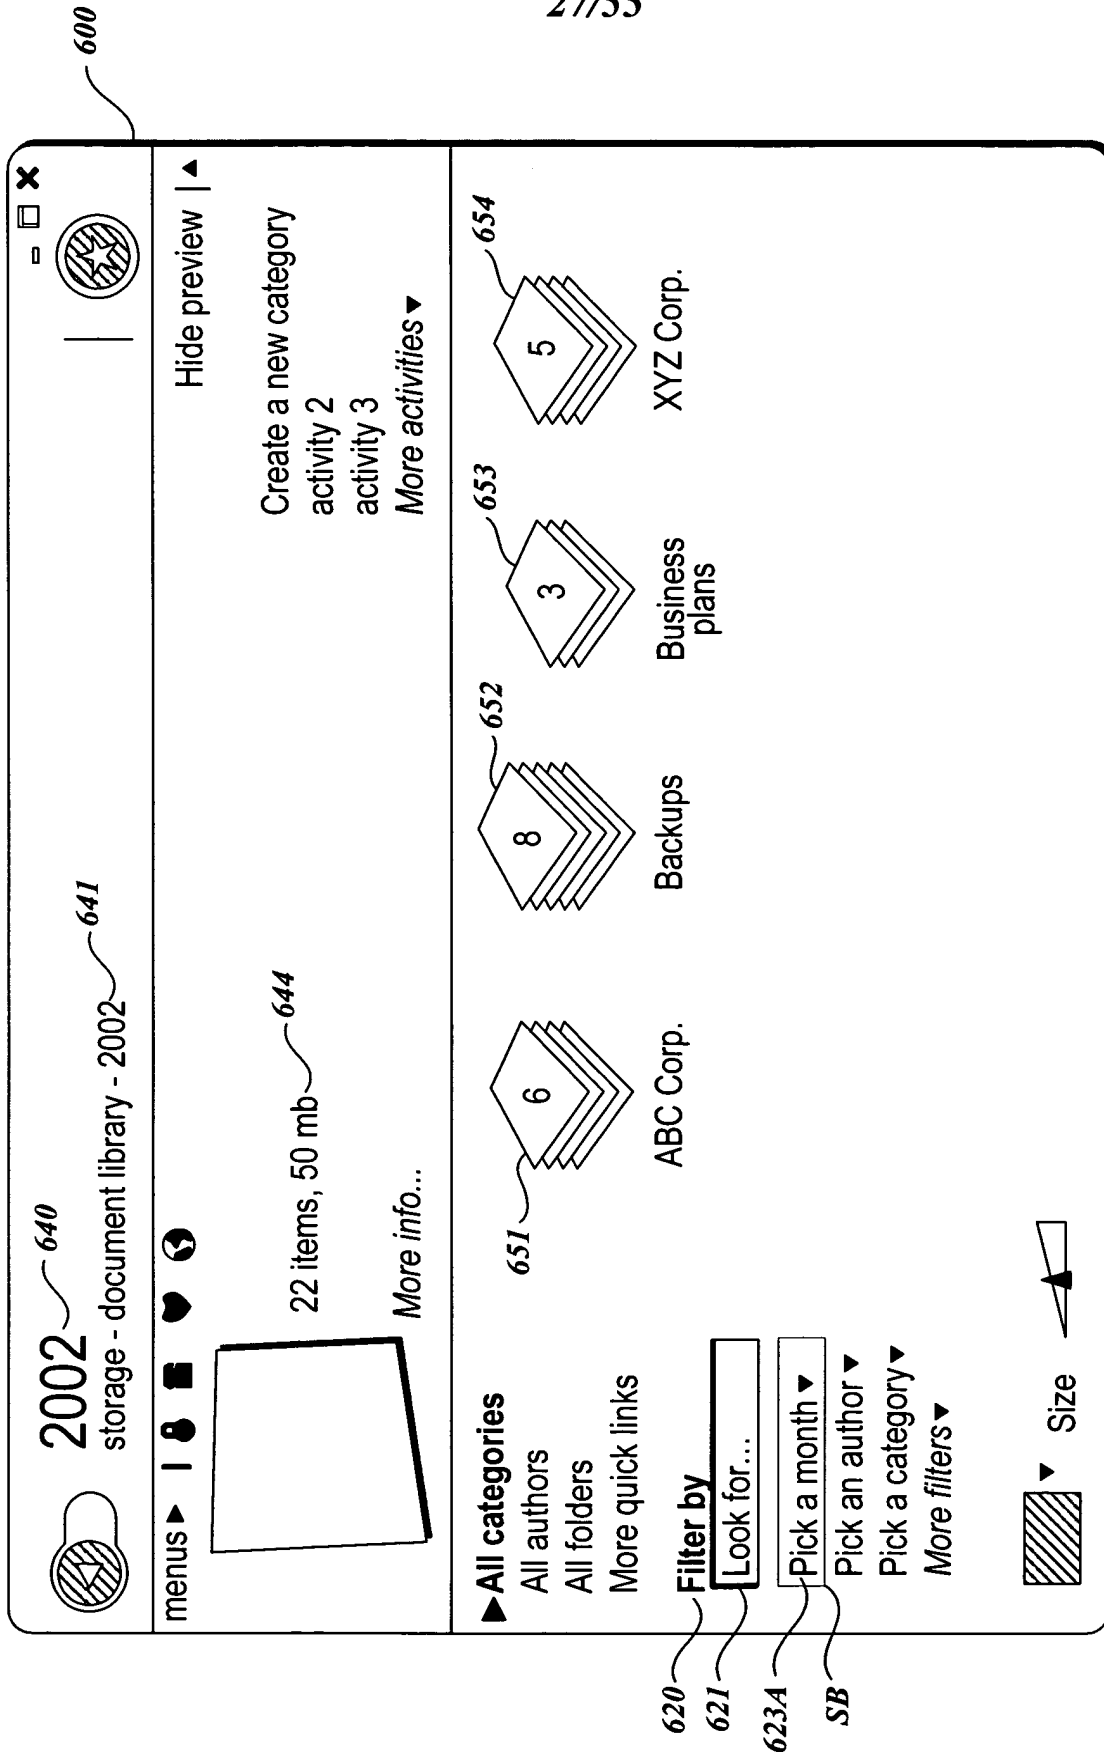 27/55
600
2002 640
storage - document library - 2002 641
menus
Hide preview
22 items, 50 mb 644
More info...
Create a new category
activity 2
activity 3
More activities
All categories
All authors
All folders
More quick links
620 Filter by
621 Look for...
623A Pick a month
SB
Pick an author
Pick a category
More filters
Size
651 6
ABC Corp.
652 8
Backups
653 3
Business
plans
654 5
XYZ Corp.